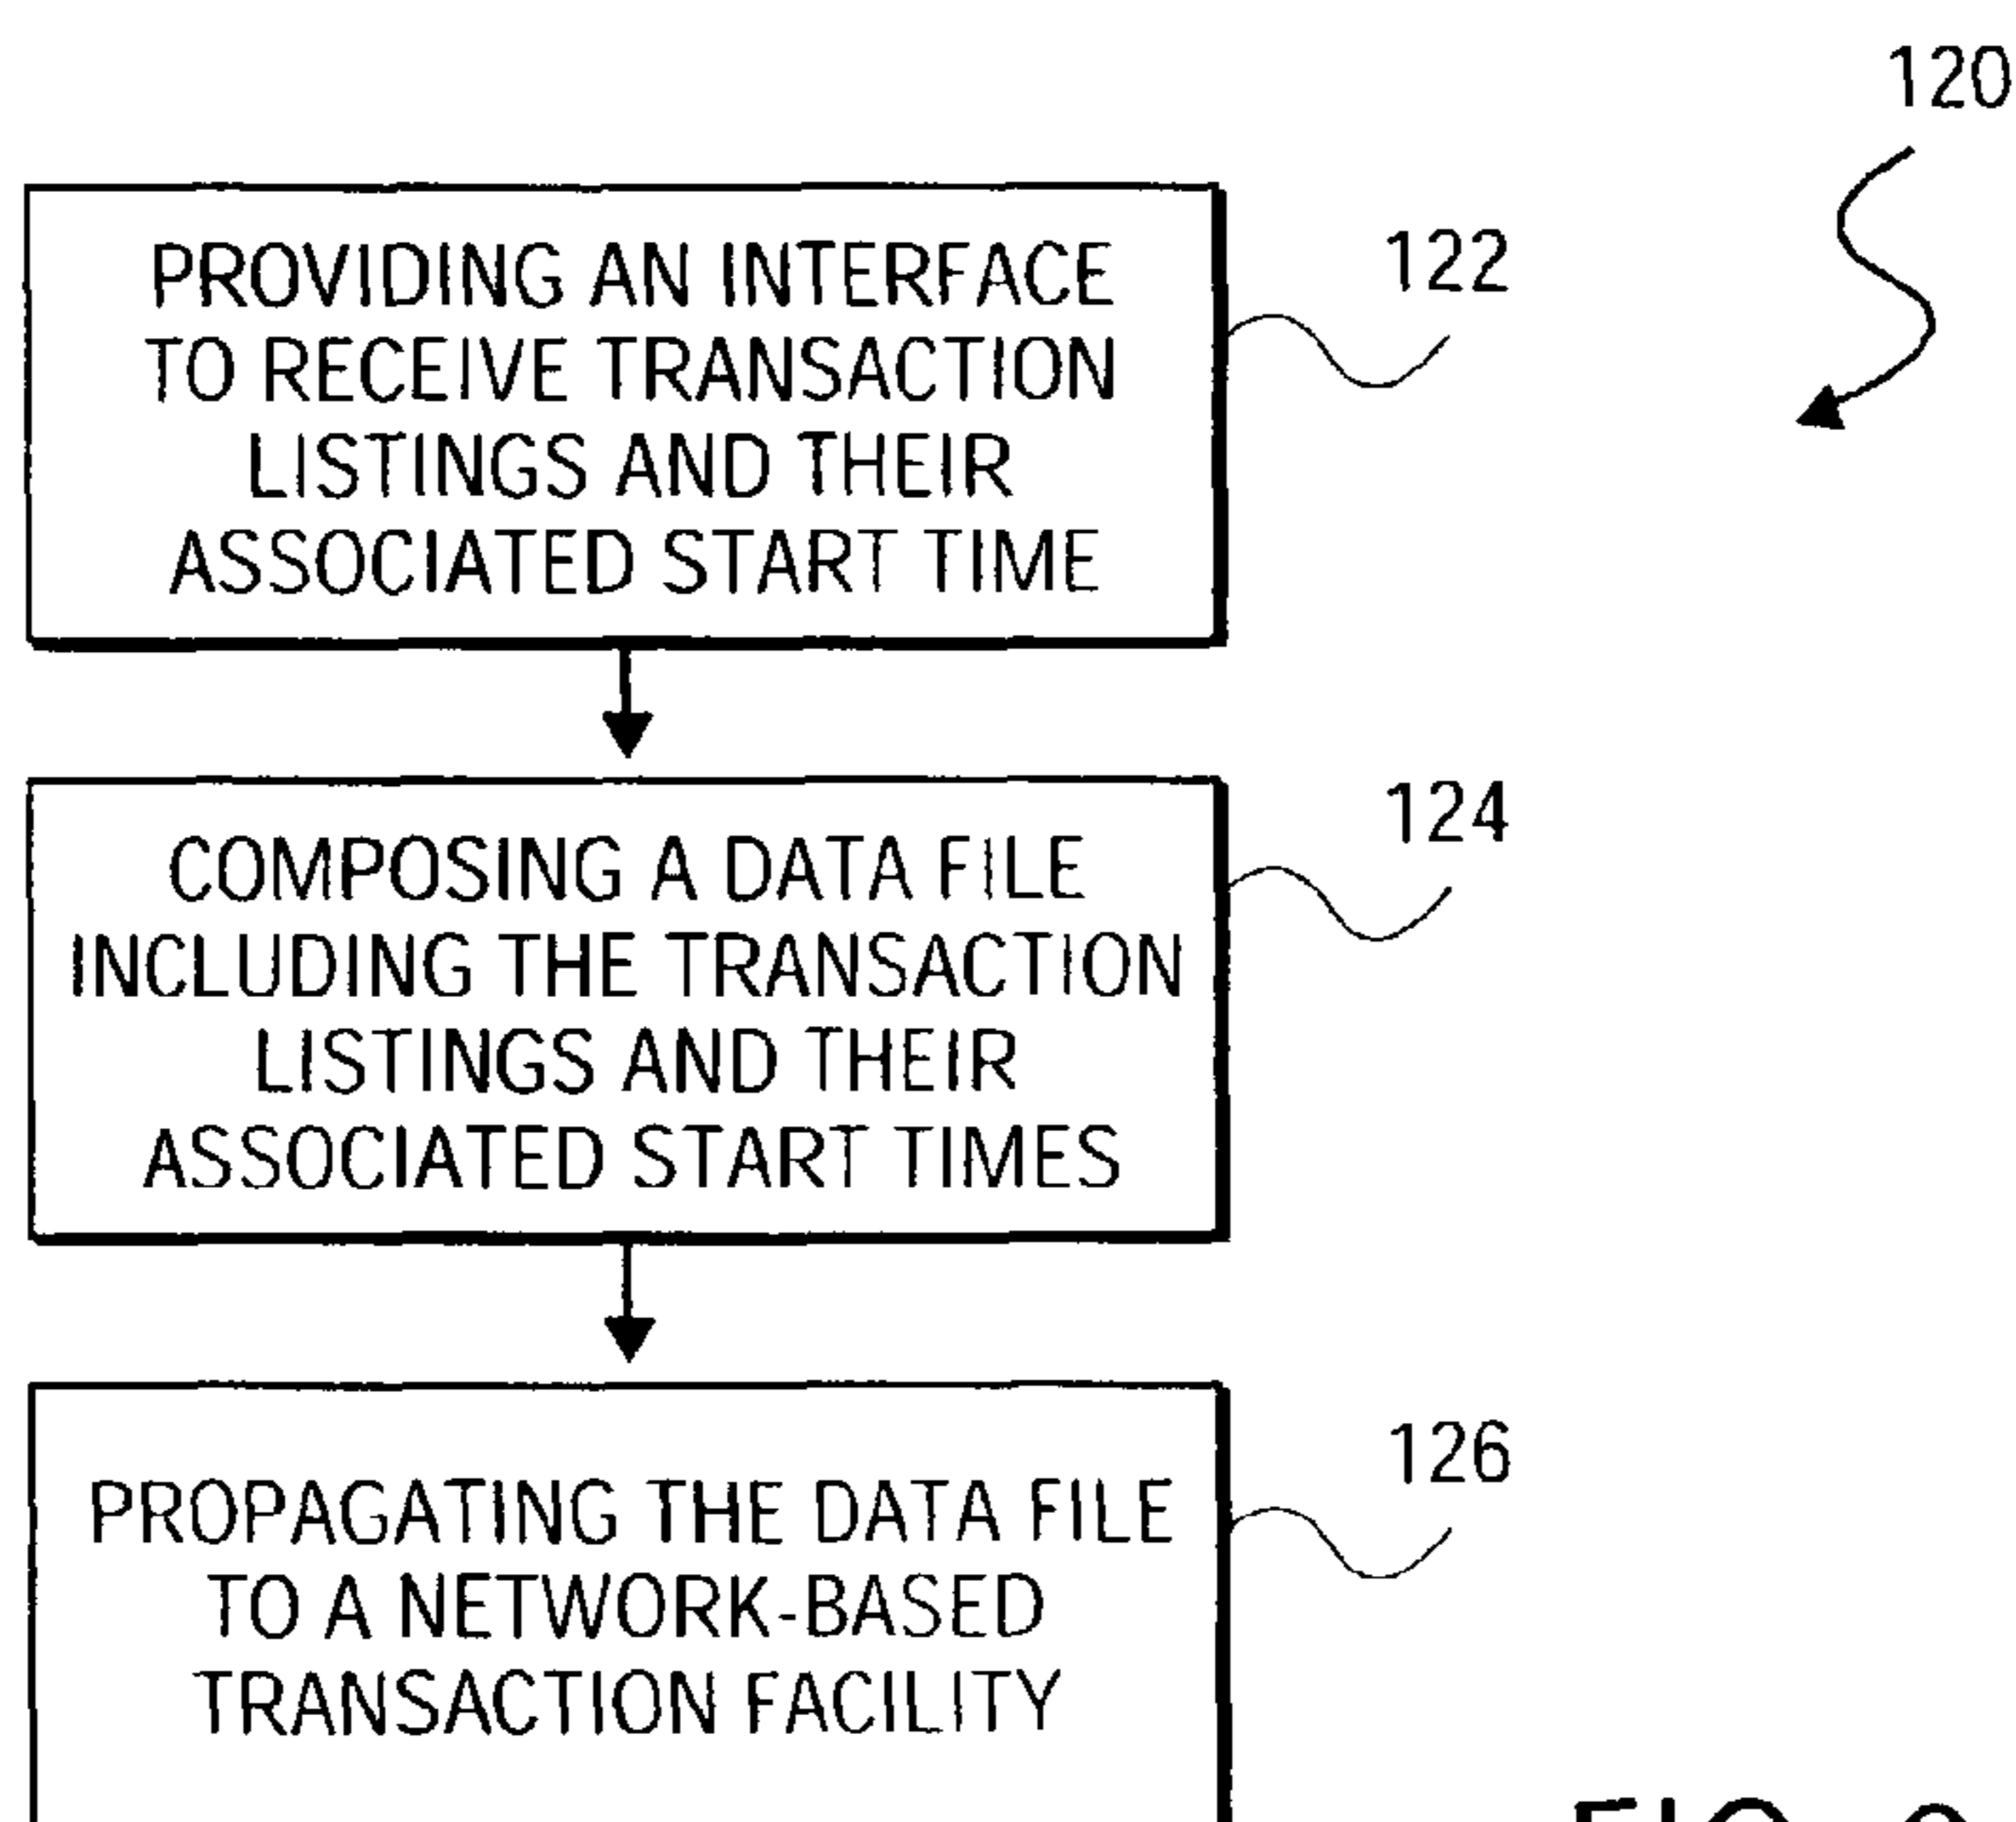 120
PROVIDING AN INTERFACE
TO RECEIVE TRANSACTION
LISTINGS AND THEIR
ASSOCIATED START TIME
122
COMPOSING A DATA FILE
INCLUDING THE TRANSACTION
LISTINGS AND THEIR
ASSOCIATED START TIMES
124
PROPAGATING THE DATA FILE
TO A NETWORK-BASED
TRANSACTION FACILITY
126